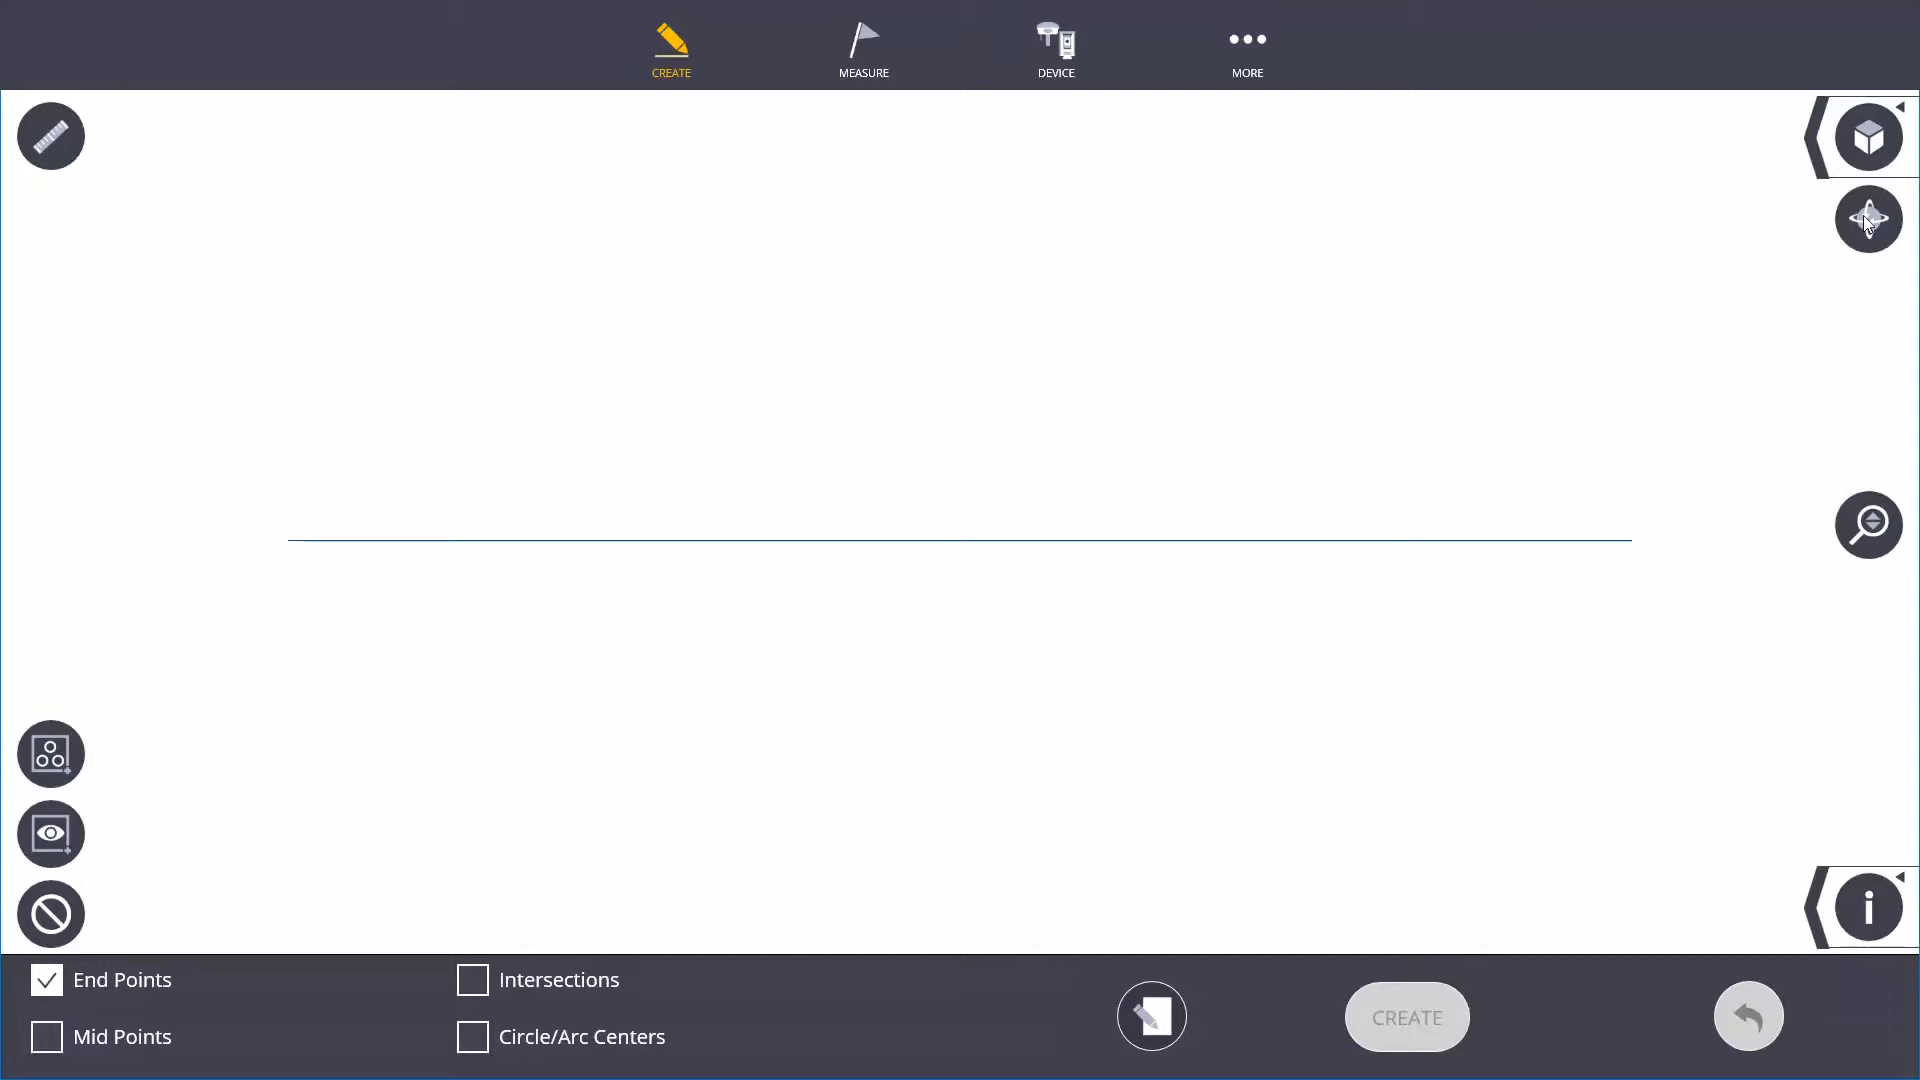 CREATE
MEASURE
DEVICE
MORE
End Points
Intersections
Mid Points
Circle/Arc Centers
CREATE